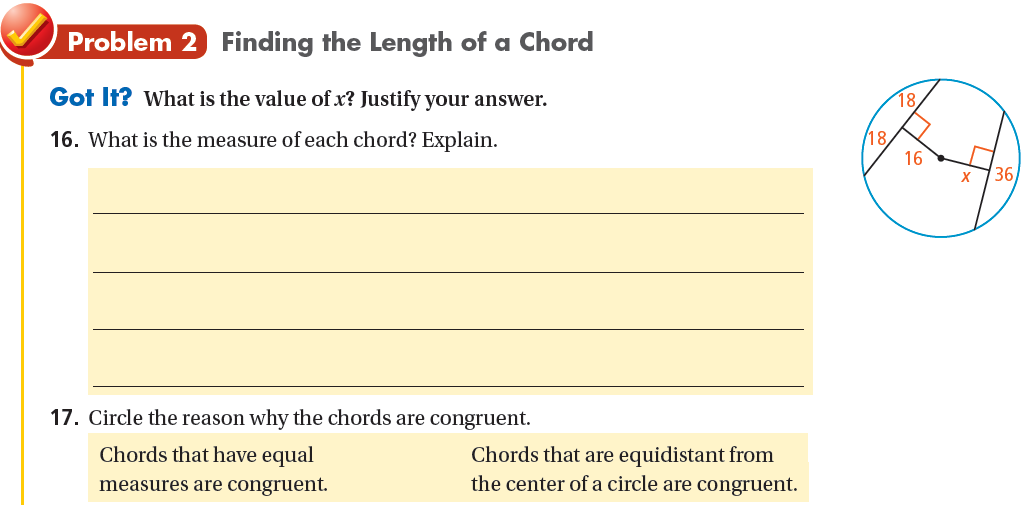 Problem 2 Finding the Length of a Chord
Got It? What is the value of x? Justify your answer.
16. What is the measure of each chord? Explain.
18
18
16
x
36
17. Circle the reason why the chords are congruent.
Chords that have equal
measures are congruent.
Chords that are equidistant from
the center of a circle are congruent.